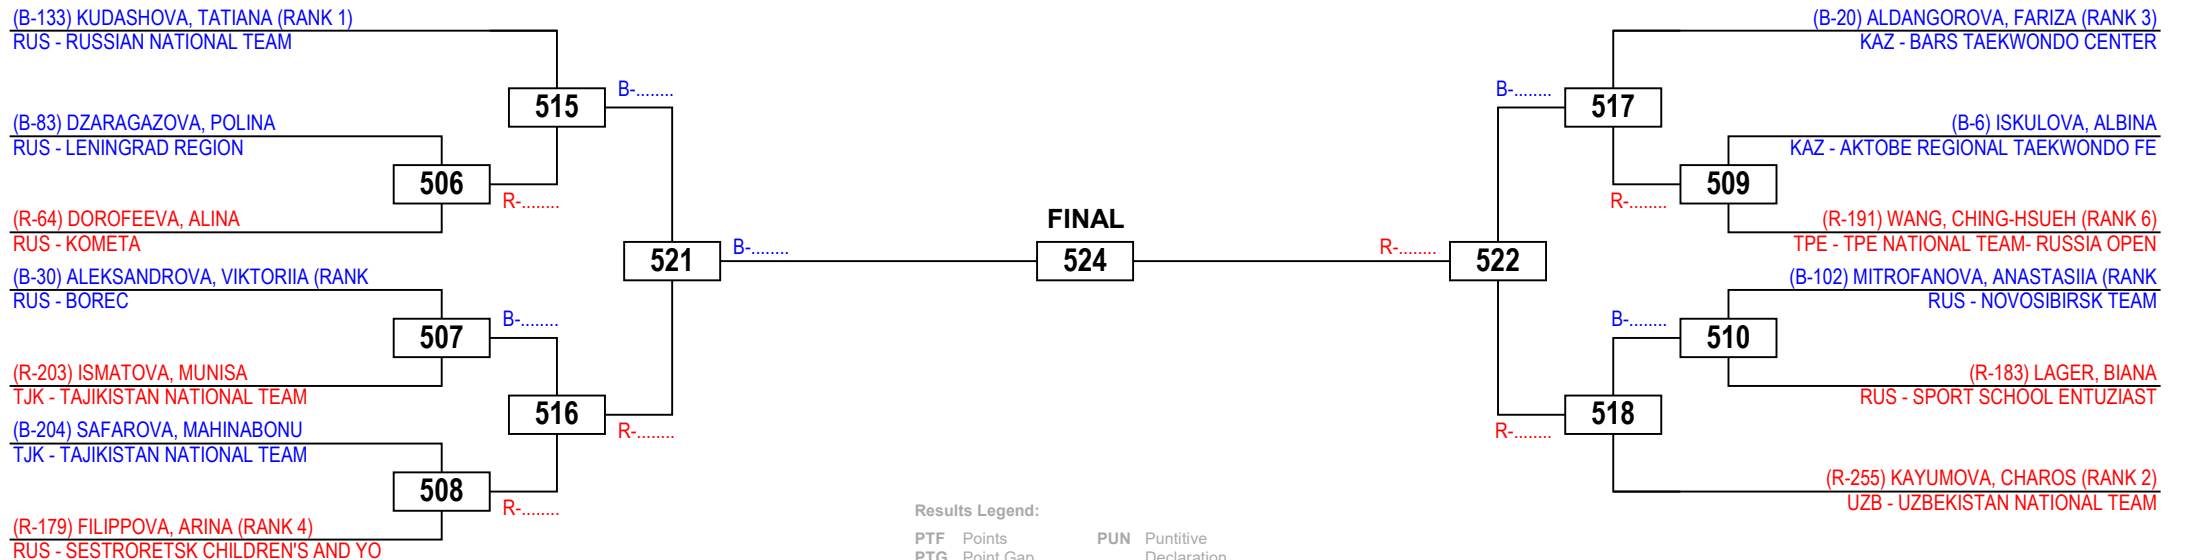 (B-133) KUDASHOVA, TATIANA (RANK 1)
RUS - RUSSIAN NATIONAL TEAM
(B-83) DZARAGAZOVA, POLINA
RUS - LENINGRAD REGION
(R-64) DOROFEEVA, ALINA
RUS - KOMETA
(B-30) ALEKSANDROVA, VIKTORIIA (RANK
RUS - BOREC
(R-203) ISMATOVA, MUNISA
TJK - TAJIKISTAN NATIONAL TEAM
(B-204) SAFAROVA, MAHINABONU
TJK - TAJIKISTAN NATIONAL TEAM
(R-179) FILIPPOVA, ARINA (RANK 4)
RUS - SESTRORETSK CHILDREN'S AND YO
506
507
508
R-........
B-........
R-........
515
516
B-........
R-........
521
B-........
FINAL
524
R-........
522
B-........
R-........
517
518
R-........
B-........
509
510
(B-20) ALDANGOROVA, FARIZA (RANK 3)
KAZ - BARS TAEKWONDO CENTER
(B-6) ISKULOVA, ALBINA
KAZ - AKTOBE REGIONAL TAEKWONDO FE
(R-191) WANG, CHING-HSUEH (RANK 6)
TPE - TPE NATIONAL TEAM- RUSSIA OPEN
(B-102) MITROFANOVA, ANASTASIIA (RANK
RUS - NOVOSIBIRSK TEAM
(R-183) LAGER, BIANA
RUS - SPORT SCHOOL ENTUZIAST
(R-255) KAYUMOVA, CHAROS (RANK 2)
UZB - UZBEKISTAN NATIONAL TEAM
Results Legend:
PTF Points PUN Puntitive
PTG Point Gap Declaration